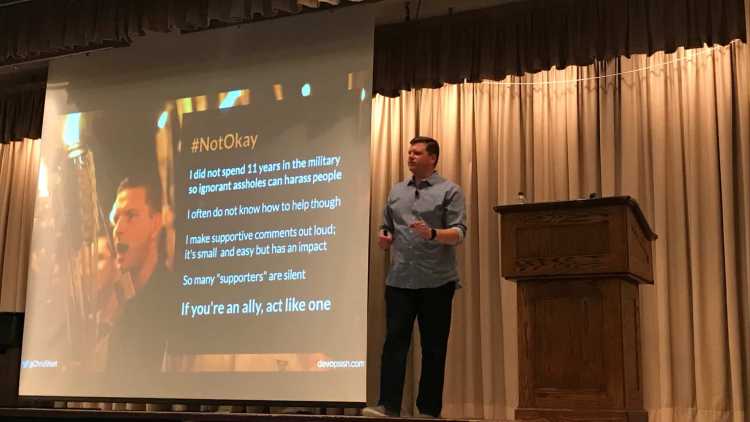 #NotOkay
I did not spend 11 years in the military
so ignorant assholes can harass people
I often do not know how to help though
I make supportive comments out loud;
it's small and easy but has an impact
So many "supporters" are silent
If you're an ally, act like one
@ChrisShort